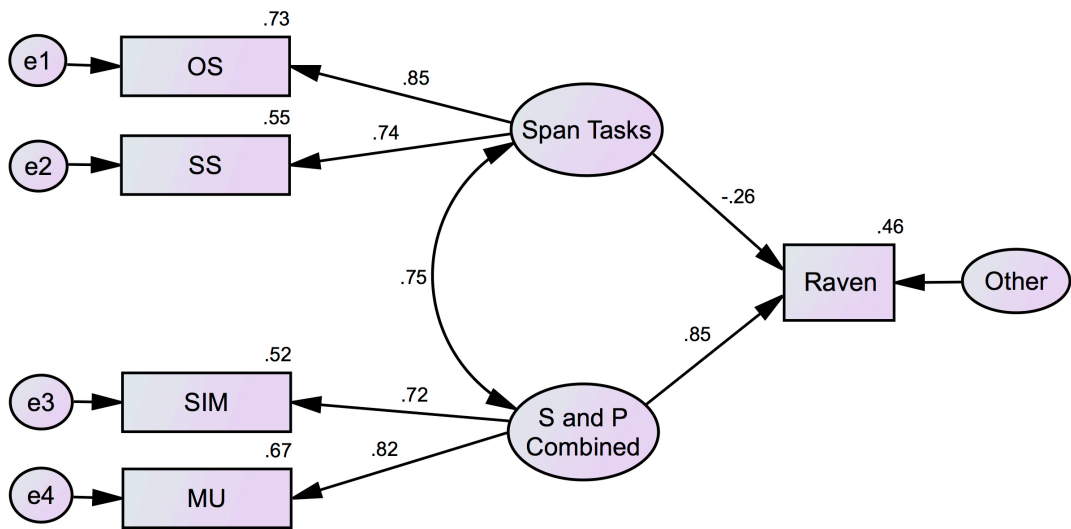 .73
e1
OS
.85
.55
Span Tasks
e2
SS
.74
-.26
.46
.75
Raven
Other
.85
.52
e3
SIM
.72
S and P
Combined
.67
.82
e4
MU